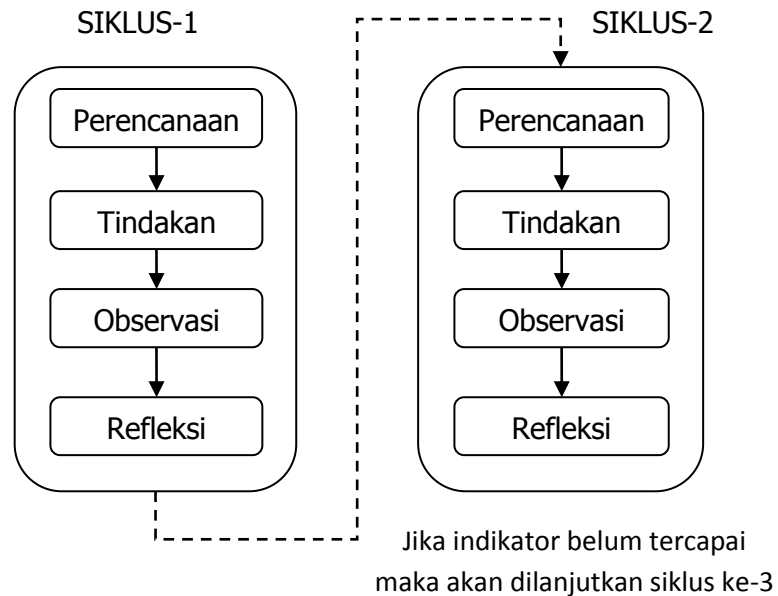 SIKLUS-1
Perencanaan
Tindakan
Observasi
Refleksi
SIKLUS-2
Perencanaan
Tindakan
Observasi
Refleksi
Jika indikator belum tercapai
maka akan dilanjutkan siklus ke-3